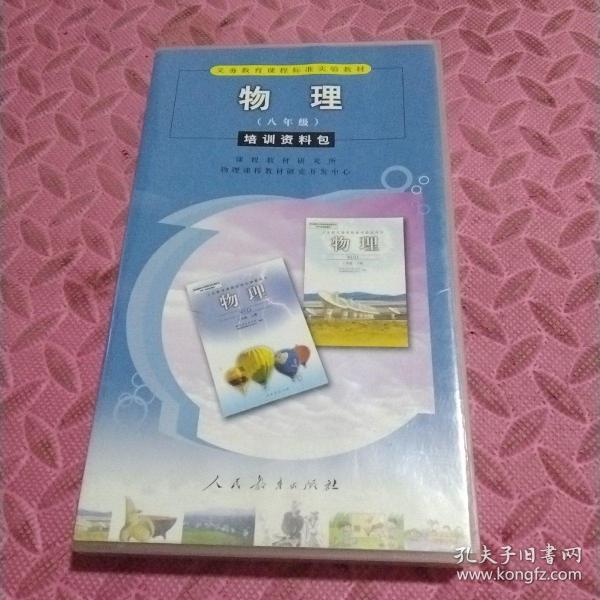 义务教育课程标准实验教材
物 理
(八年级)
培训资料包
课程教材研究所
物理课程教材研究开发中心
物理
物理
人民教育出版社
孔夫子旧书网
www.kongfz.com